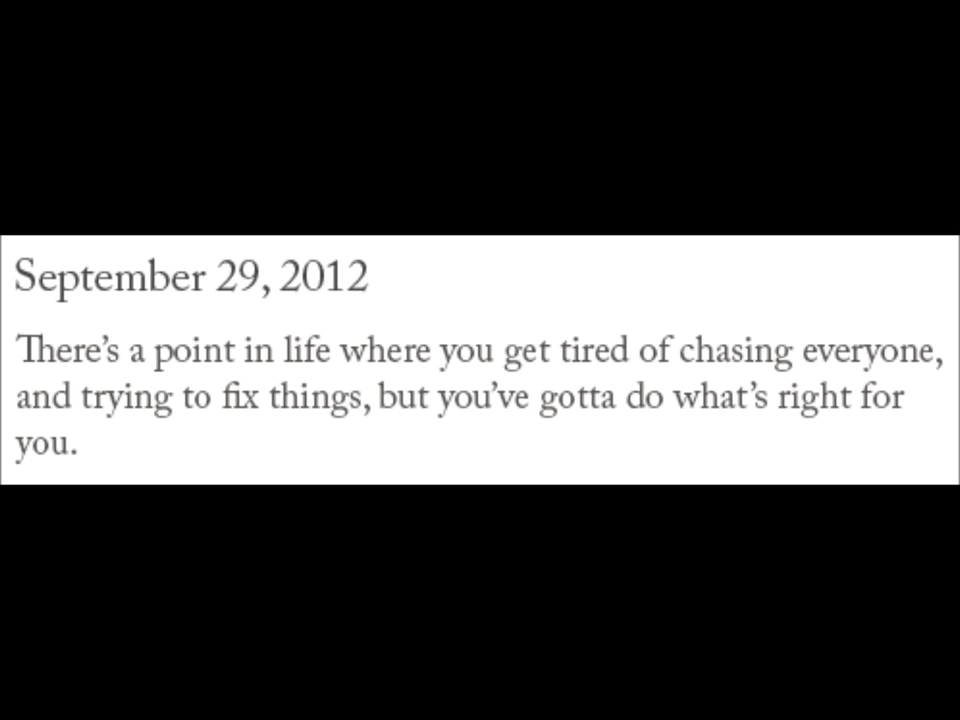 September 29, 2012
There's a point in life where you get tired of chasing everyone,
and trying to fix things, but you've gotta do what's right for
you.